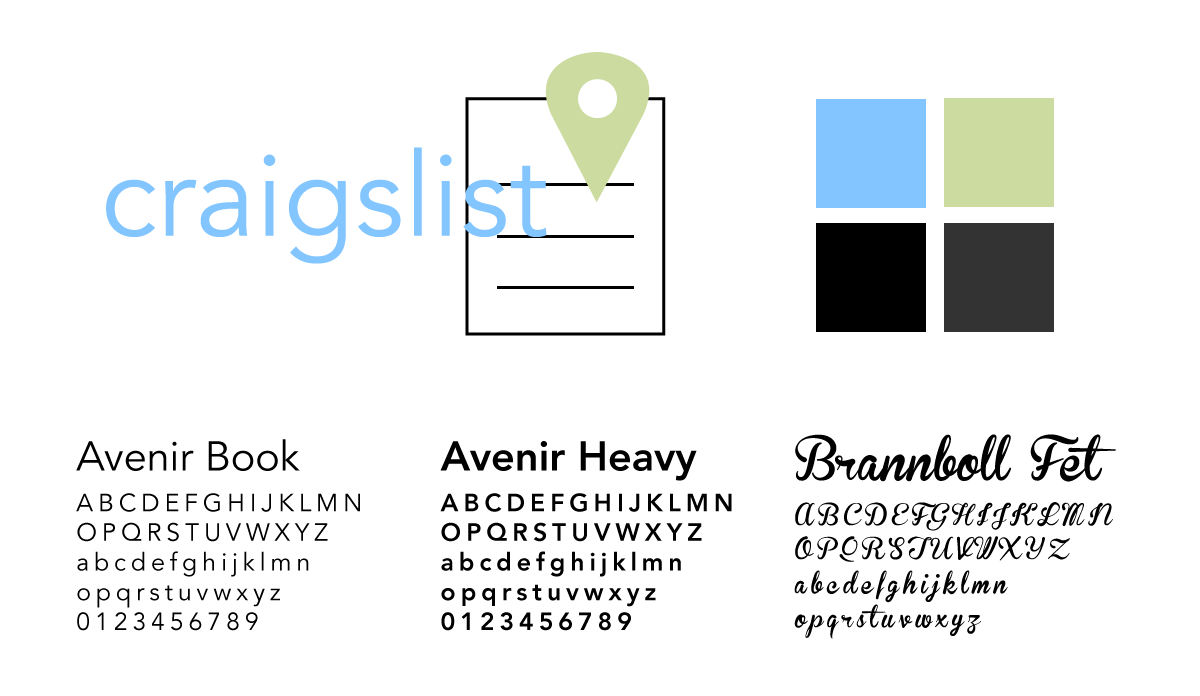 craigslist
Avenir Book
ABCDEFGHIJKLMN
OPQRSTUVWXYZ
abcdefghijklmn
opqrstuvwxyz
0123456789
Avenir Heavy
ABCDEFGHIJKLMN
OPQRSTUVWXYZ
abcdefghijklmn
opqrstuvwxyz
0123456789
Brannboll Fet
ABCDEFGHIJKLMN
OPQRSTUVWXYZ
abcdefghijklmn
opqrstuvwxyz